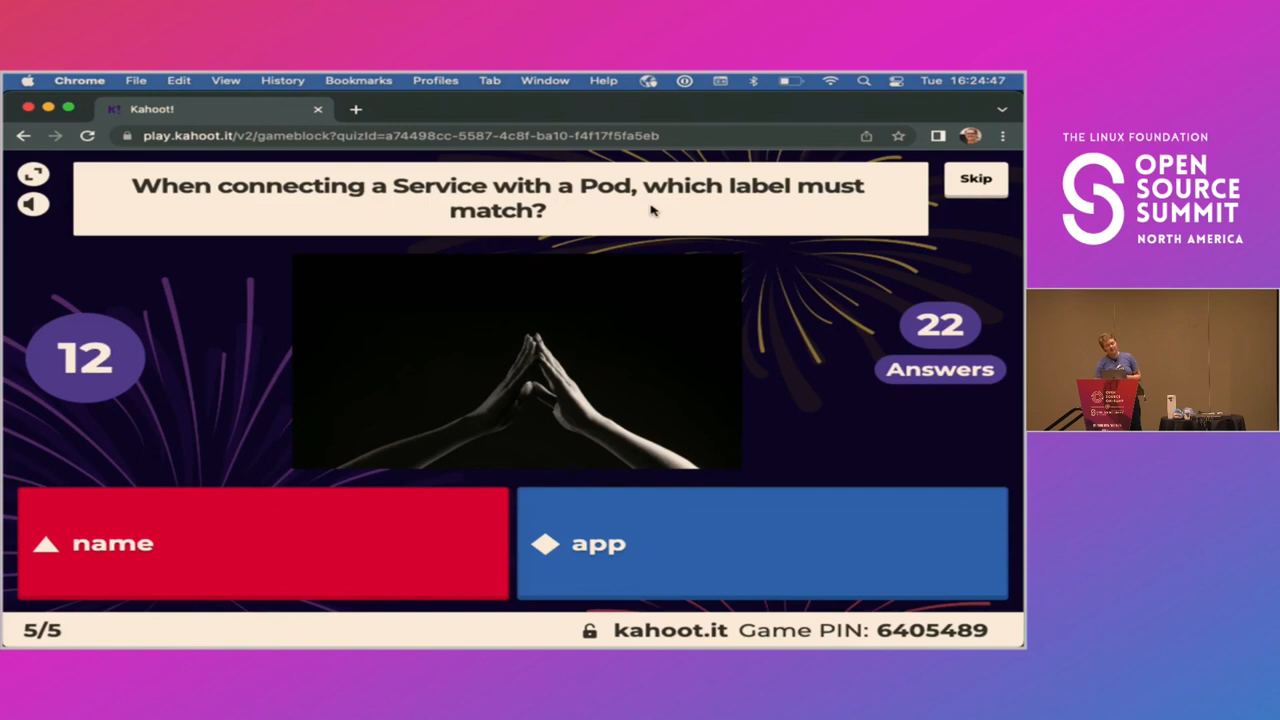 Chrome File Edit View History Bookmarks Profiles Tab Window Help Tue 16:24:47
Kahoot!
play.kahoot.it/v2/gameblock?quizId=a74498cc-5587-4c8f-ba10-f4f17f5fa5eb
When connecting a Service with a Pod, which label must
match?
Skip
12
22
Answers
name
app
5/5
kahoot.it Game PIN: 6405489
THE LINUX FOUNDATION
OPEN
SOURCE
SUMMIT
NORTH AMERICA